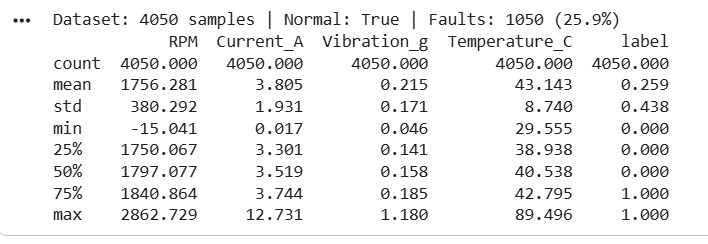 ••• Dataset: 4050 samples | Normal: True | Faults: 1050 (25.9%)
RPM Current_A Vibration_g Temperature_C label
count 4050.000 4050.000 4050.000 4050.000 4050.000
mean 1756.281 3.805 0.215 43.143 0.259
std 380.292 1.931 0.171 8.740 0.438
min -15.041 0.017 0.046 29.555 0.000
25% 1750.067 3.301 0.141 38.938 0.000
50% 1797.077 3.519 0.158 40.538 0.000
75% 1840.864 3.744 0.185 42.795 1.000
max 2862.729 12.731 1.180 89.496 1.000